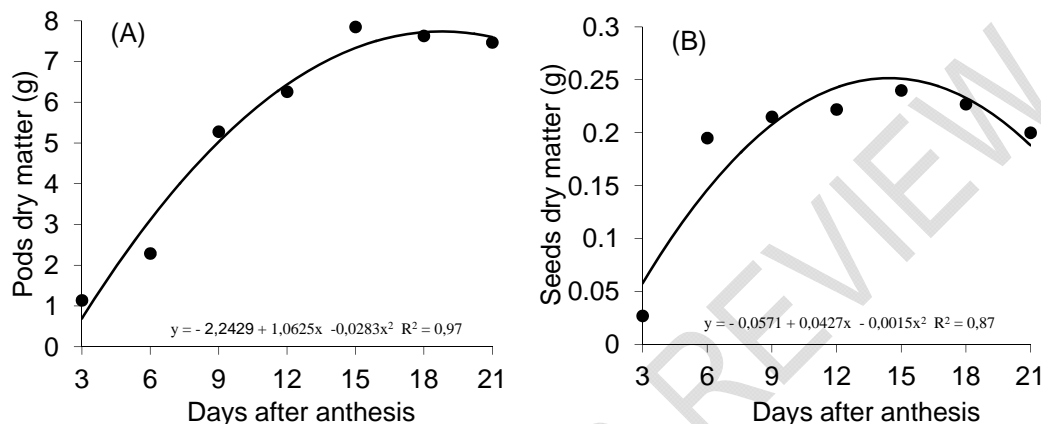 (A)
Pods dry matter (g)
8
7
6
5
4
3
2
1
0
y = - 2,2429 + 1,0625x -0,0283x² R² = 0,97
3 6 9 12 15 18 21
Days after anthesis
(B)
Seeds dry matter (g)
0.3
0.25
0.2
0.15
0.1
0.05
0
y = - 0,0571 + 0,0427x - 0,0015x² R² = 0,87
3 6 9 12 15 18 21
Days after anthesis
REVIEW